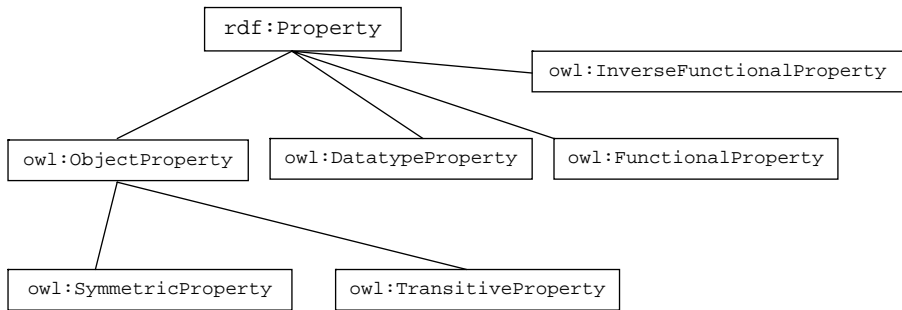 rdf:Property
owl:InverseFunctionalProperty
owl:ObjectProperty
owl:DatatypeProperty
owl:FunctionalProperty
owl:SymmetricProperty
owl:TransitiveProperty